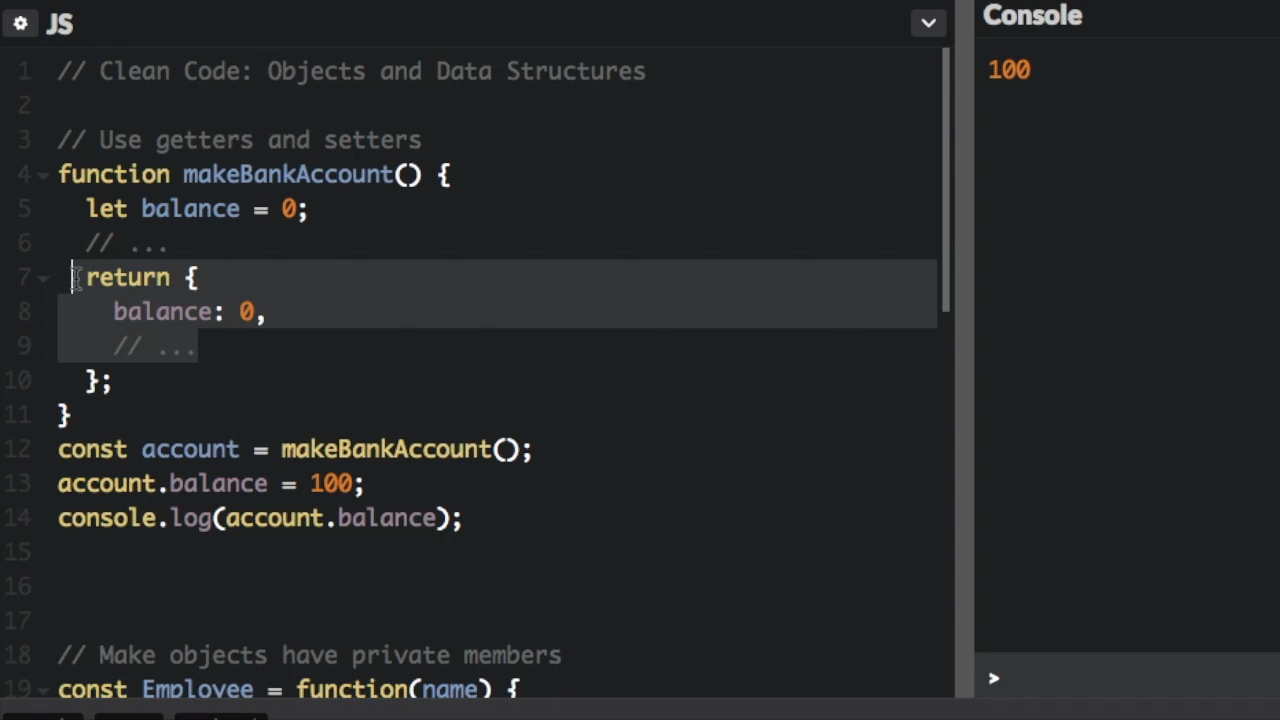 JS
Console
1 // Clean Code: Objects and Data Structures
2
3 // Use getters and setters
4 function makeBankAccount() {
5 let balance = 0;
6 // ...
7 return {
8 balance: 0,
9 // ...
10 };
11 }
12 const account = makeBankAccount();
13 account.balance = 100;
14 console.log(account.balance);
15
16
17
18 // Make objects have private members
19 const Employee = function(name) {
100
>